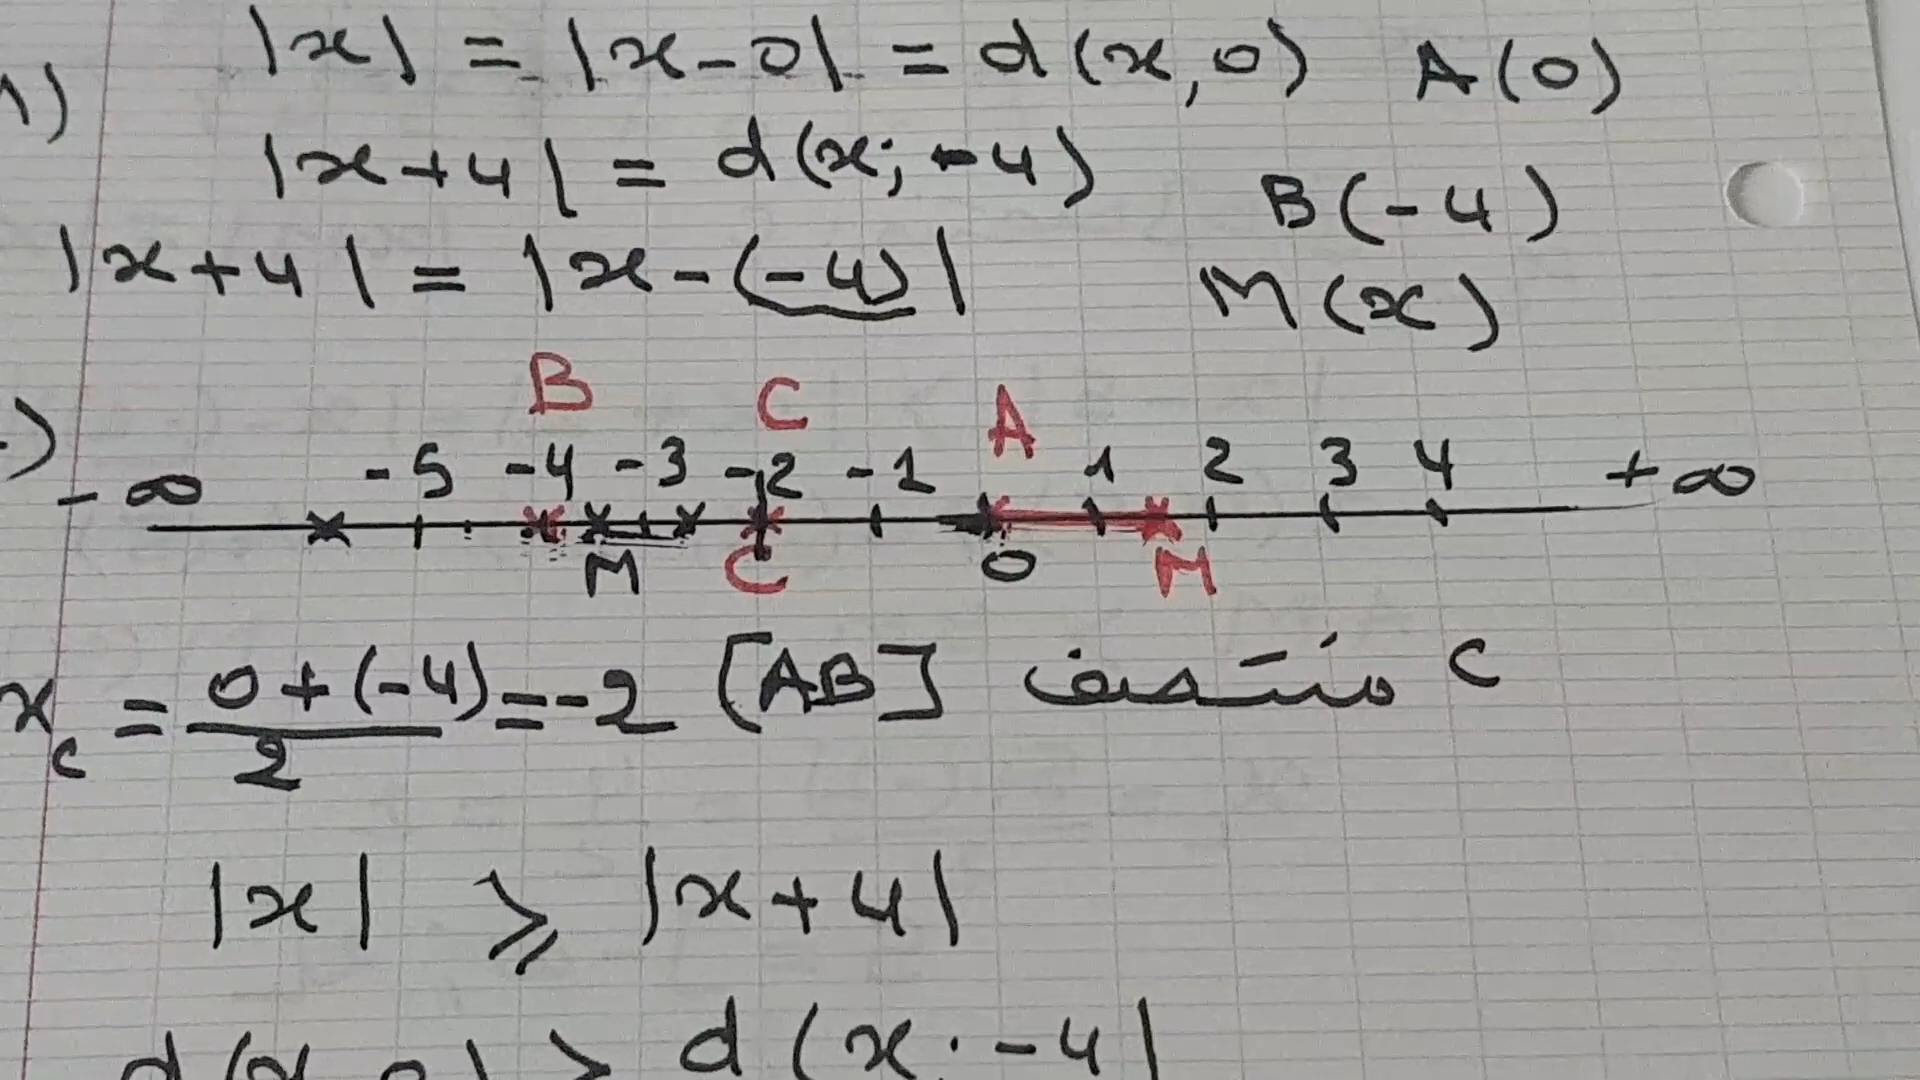 1) |x| = |x-0| = d(x,0) A(0)
|x+4| = d(x; -4) B(-4)
|x+4| = |x-(-4)| M(x)
B C A
-∞ -5 -4 -3 -2 -1 1 2 3 4 +∞
M C 0 M
x_c = (0+(-4))/2 = -2 [AB] منتصف C
|x| ⩾ |x+4|
d(x; -4)